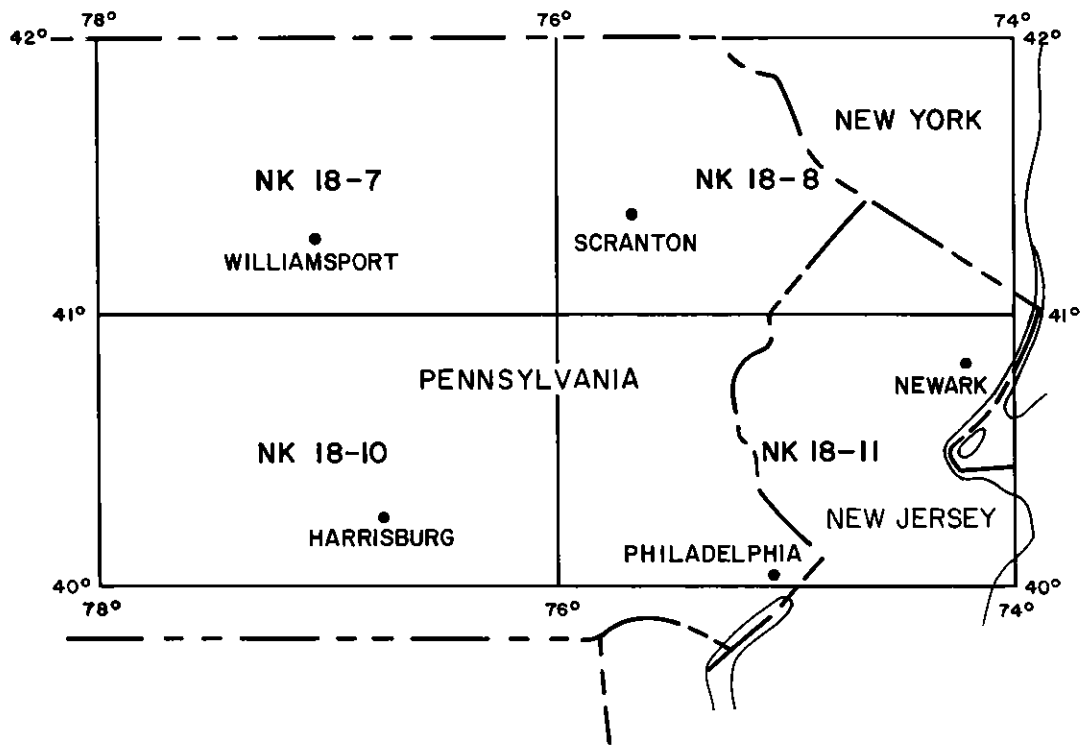 78° 76° 74°
42° 42°
NEW YORK
NK 18-7 NK 18-8
SCRANTON
WILLIAMSPORT
41° 41°
PENNSYLVANIA
NEWARK
NK 18-10 NK 18-11
NEW JERSEY
HARRISBURG
PHILADELPHIA
40° 40°
78° 76° 74°